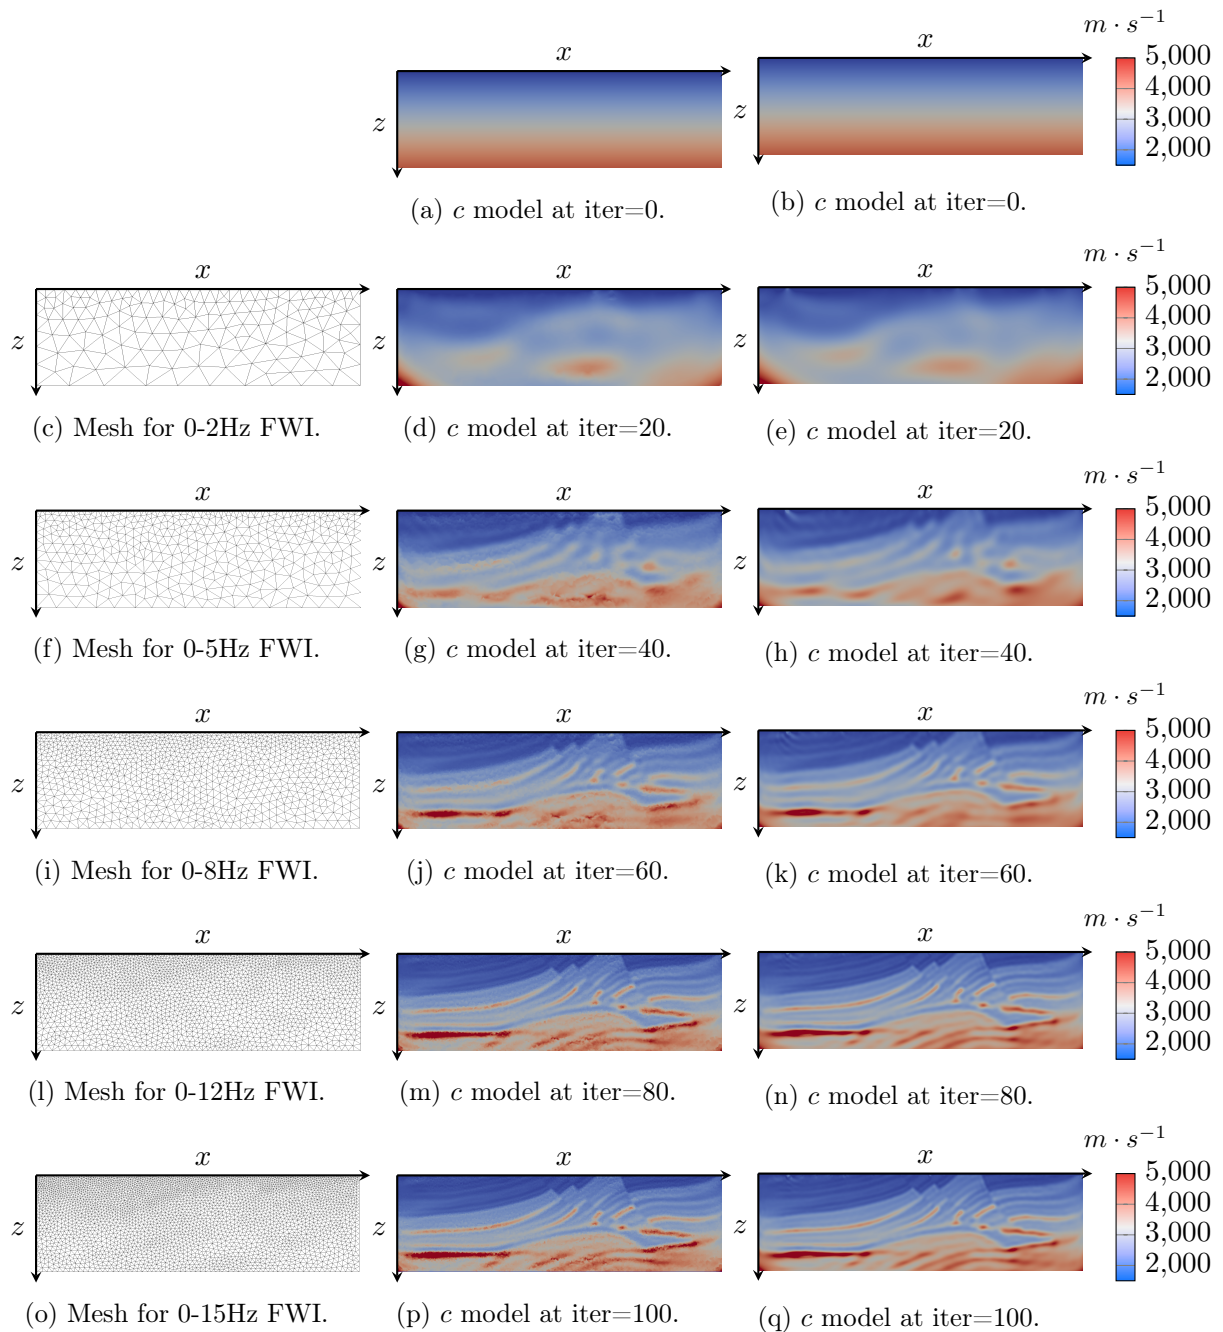 m · s⁻¹
x
x
5,000
4,000
3,000
2,000
z
z
(a) c model at iter=0.
(b) c model at iter=0.
m · s⁻¹
x
x
x
5,000
4,000
3,000
2,000
z
z
z
(c) Mesh for 0-2Hz FWI.
(d) c model at iter=20.
(e) c model at iter=20.
m · s⁻¹
x
x
x
5,000
4,000
3,000
2,000
z
z
z
(f) Mesh for 0-5Hz FWI.
(g) c model at iter=40.
(h) c model at iter=40.
m · s⁻¹
x
x
x
5,000
4,000
3,000
2,000
z
z
z
(i) Mesh for 0-8Hz FWI.
(j) c model at iter=60.
(k) c model at iter=60.
m · s⁻¹
x
x
x
5,000
4,000
3,000
2,000
z
z
z
(l) Mesh for 0-12Hz FWI.
(m) c model at iter=80.
(n) c model at iter=80.
m · s⁻¹
x
x
x
5,000
4,000
3,000
2,000
z
z
z
(o) Mesh for 0-15Hz FWI.
(p) c model at iter=100.
(q) c model at iter=100.